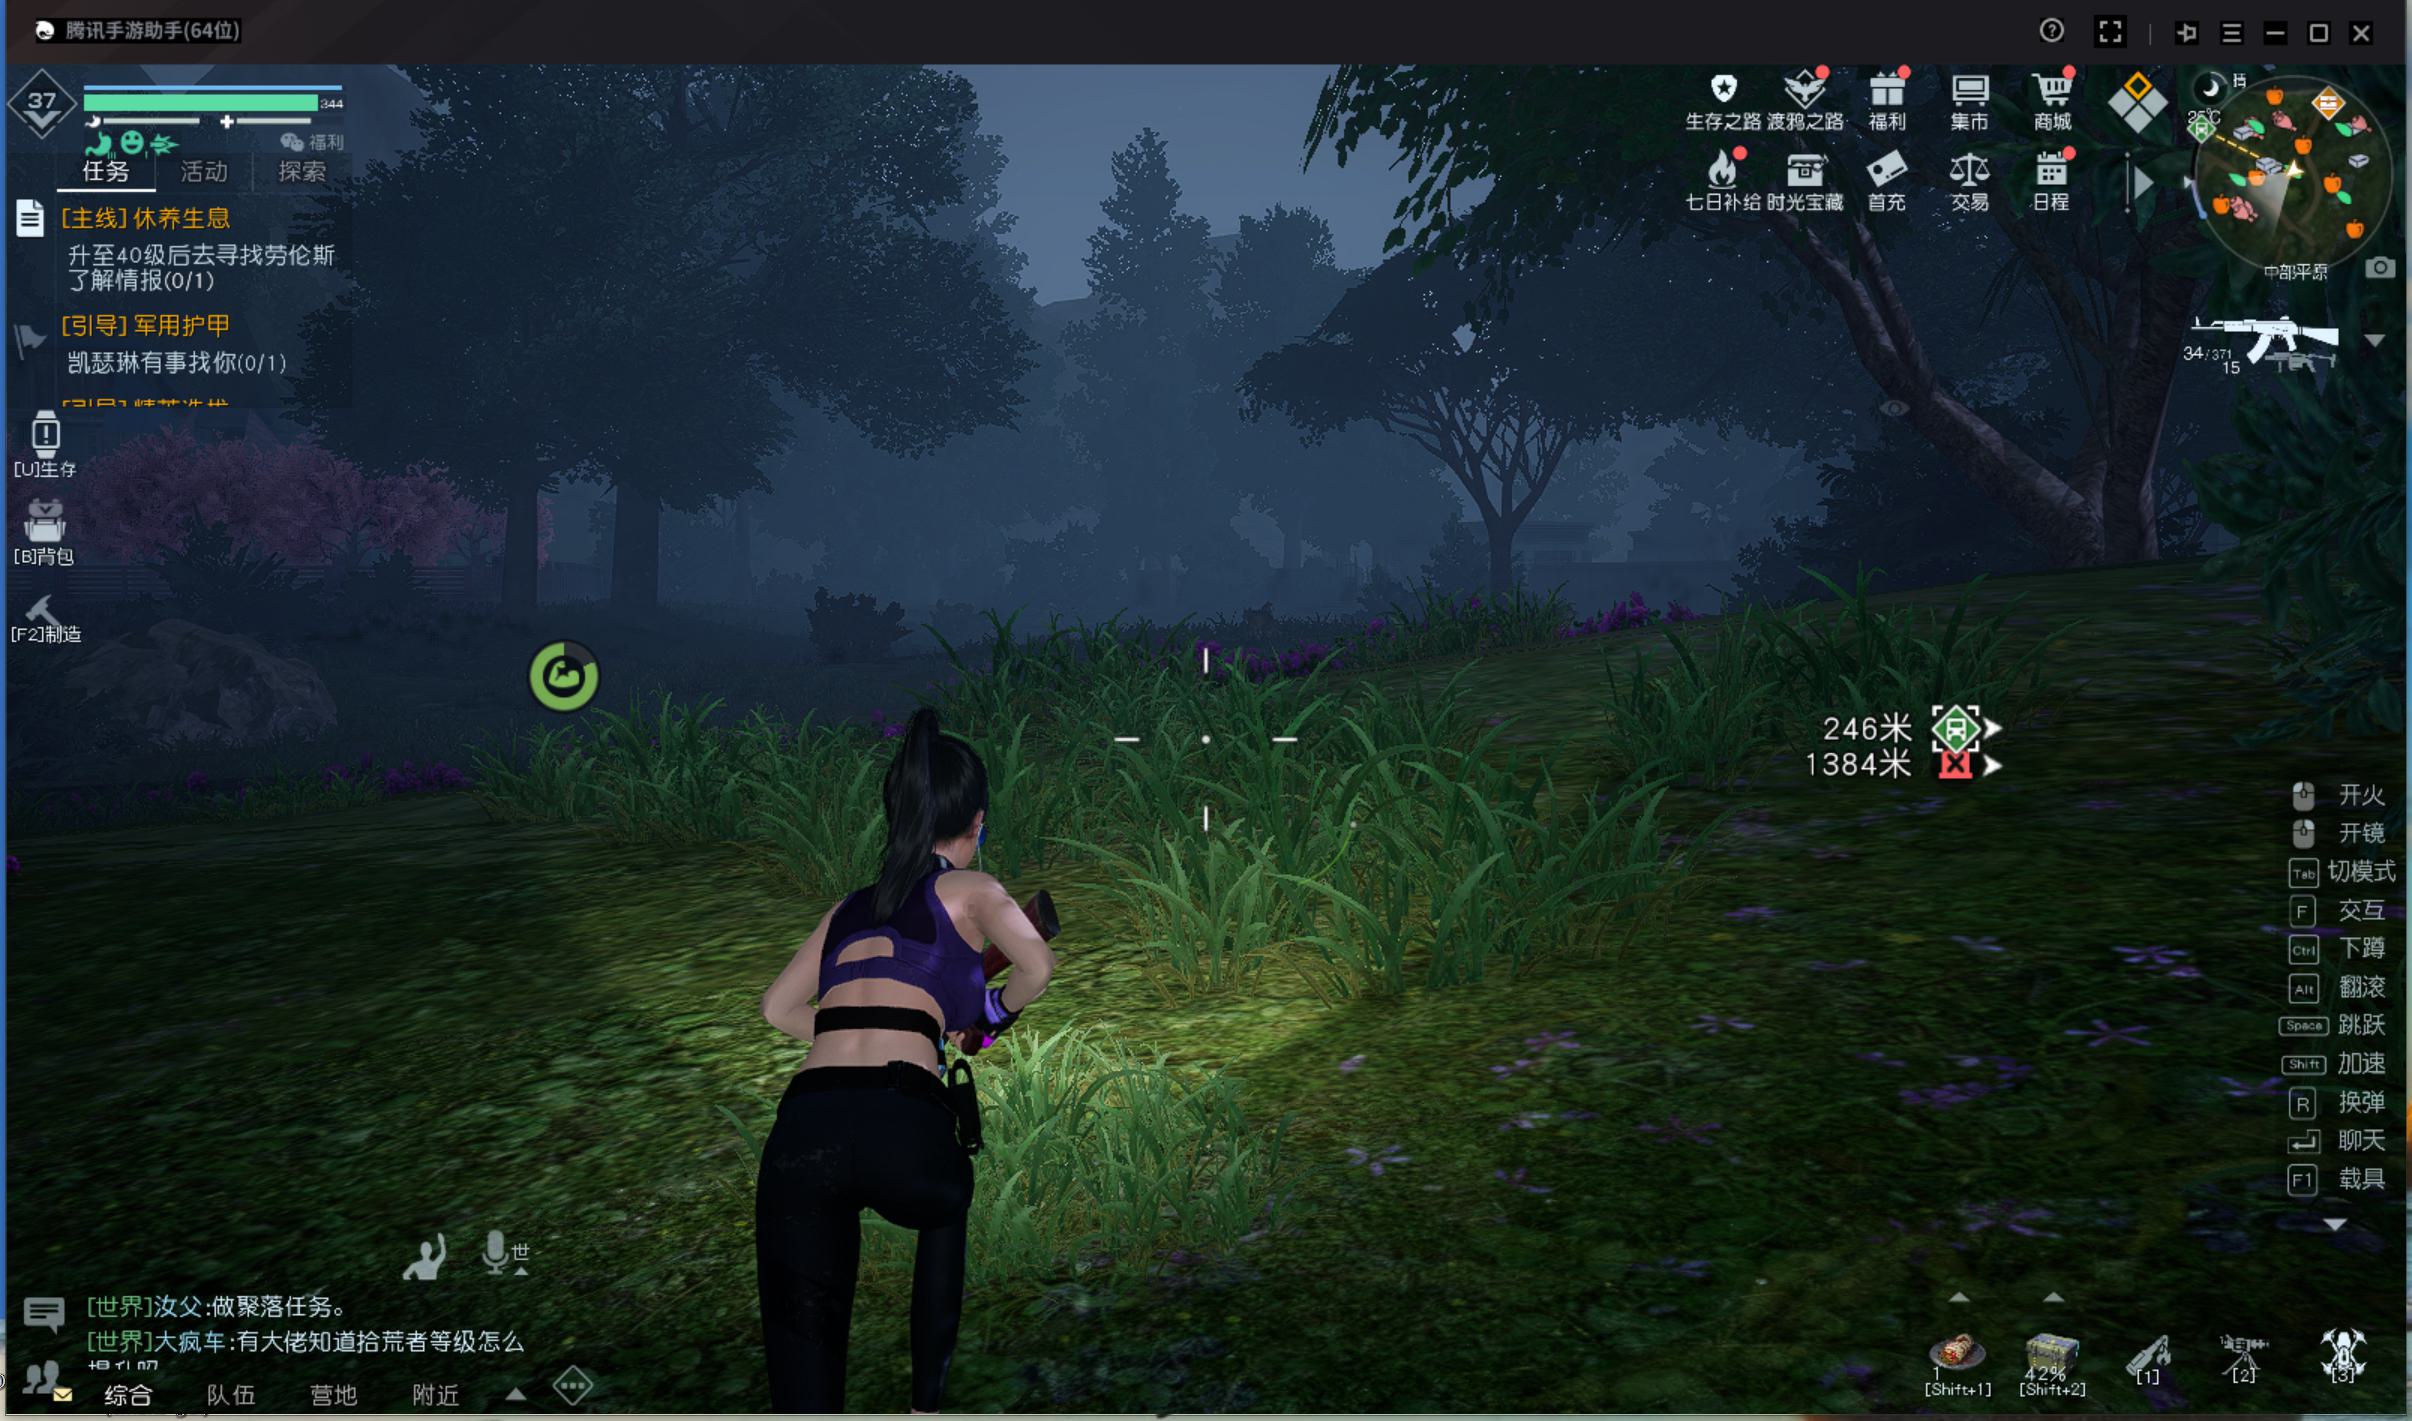 腾讯手游助手(64位)
37
344
福利
任务 活动 探索
[主线] 休养生息
升至40级后去寻找劳伦斯
了解情报(0/1)
[引导] 军用护甲
凯瑟琳有事找你(0/1)
[U]生存
[B]背包
[F2]制造
生存之路 渡鸦之路 福利 集市 商城
七日补给 时光宝藏 首充 交易 日程
中部平原
34/371
15
246米
1384米
开火
开镜
Tab 切模式
F 交互
Ctrl 下蹲
Alt 翻滚
Space 跳跃
Shift 加速
R 换弹
聊天
F1 载具
世
[世界]汝父:做聚落任务。
[世界]大疯车:有大佬知道拾荒者等级怎么
综合 队伍 营地 附近
1 42%
[Shift+1] [Shift+2] [1] [2] [3]